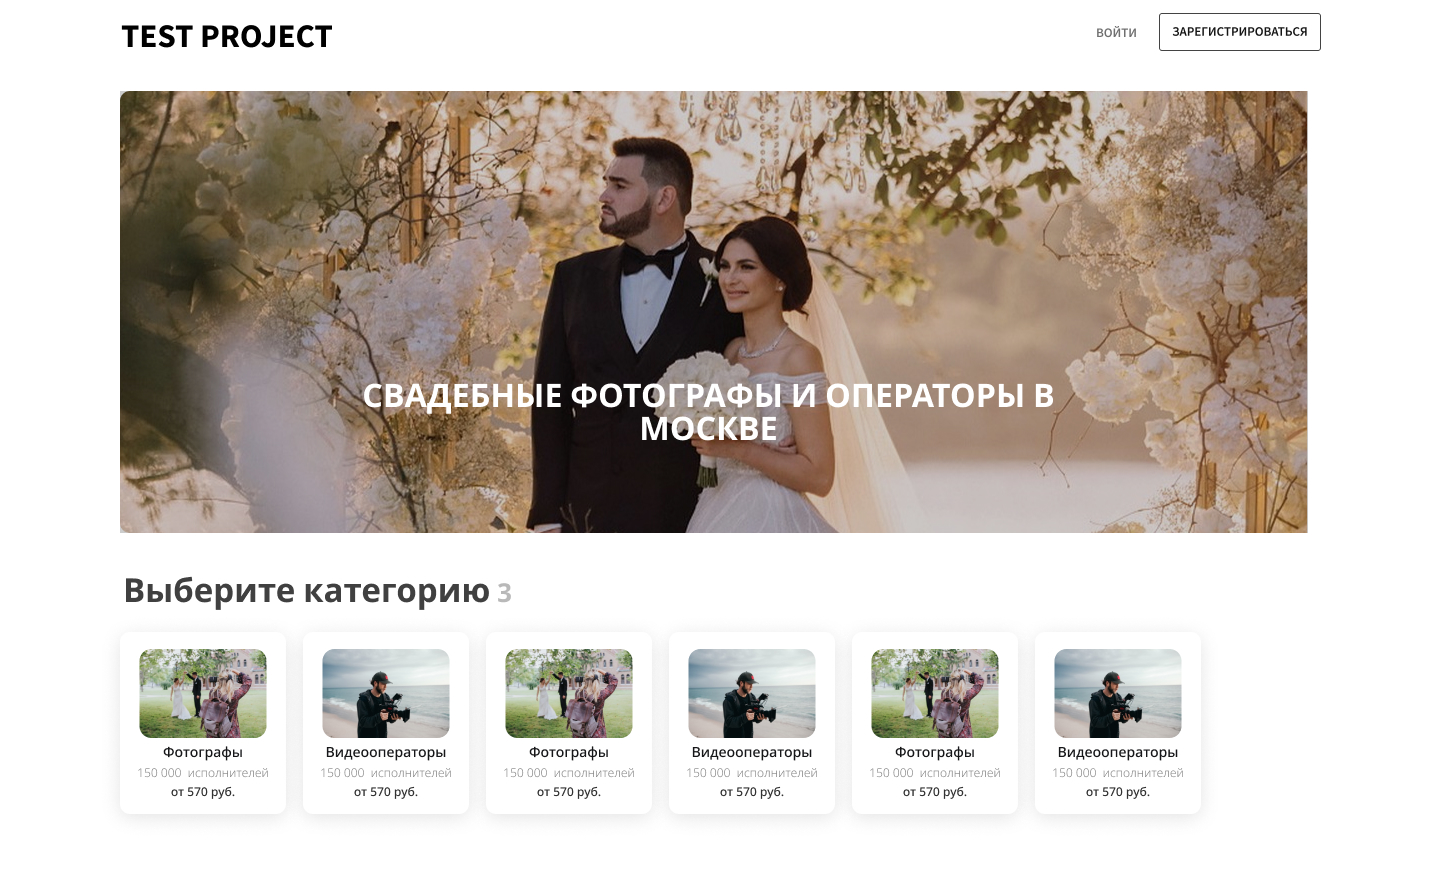 TEST PROJECT
ВОЙТИ
ЗАРЕГИСТРИРОВАТЬСЯ
СВАДЕБНЫЕ ФОТОГРАФЫ И ОПЕРАТОРЫ В
МОСКВЕ
Выберите категорию 3
Фотографы
150 000 исполнителей
от 570 руб.
Видеооператоры
150 000 исполнителей
от 570 руб.
Фотографы
150 000 исполнителей
от 570 руб.
Видеооператоры
150 000 исполнителей
от 570 руб.
Фотографы
150 000 исполнителей
от 570 руб.
Видеооператоры
150 000 исполнителей
от 570 руб.